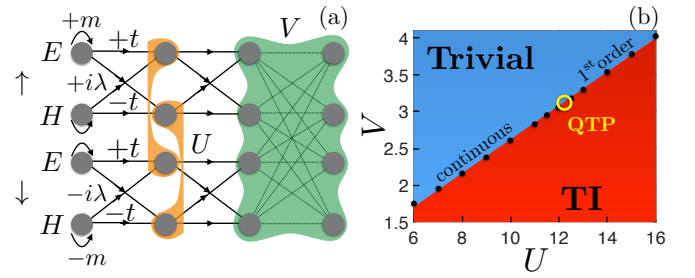 (a)
+m
E
+t
V
↑
+iλ
H
-t
U
E
+t
↓
-iλ
H
-t
-m
(b)
4
3.5
3
2.5
2
1.5
V
Trivial
1st order
QTP
continuous
TI
6
8
10
12
14
16
U